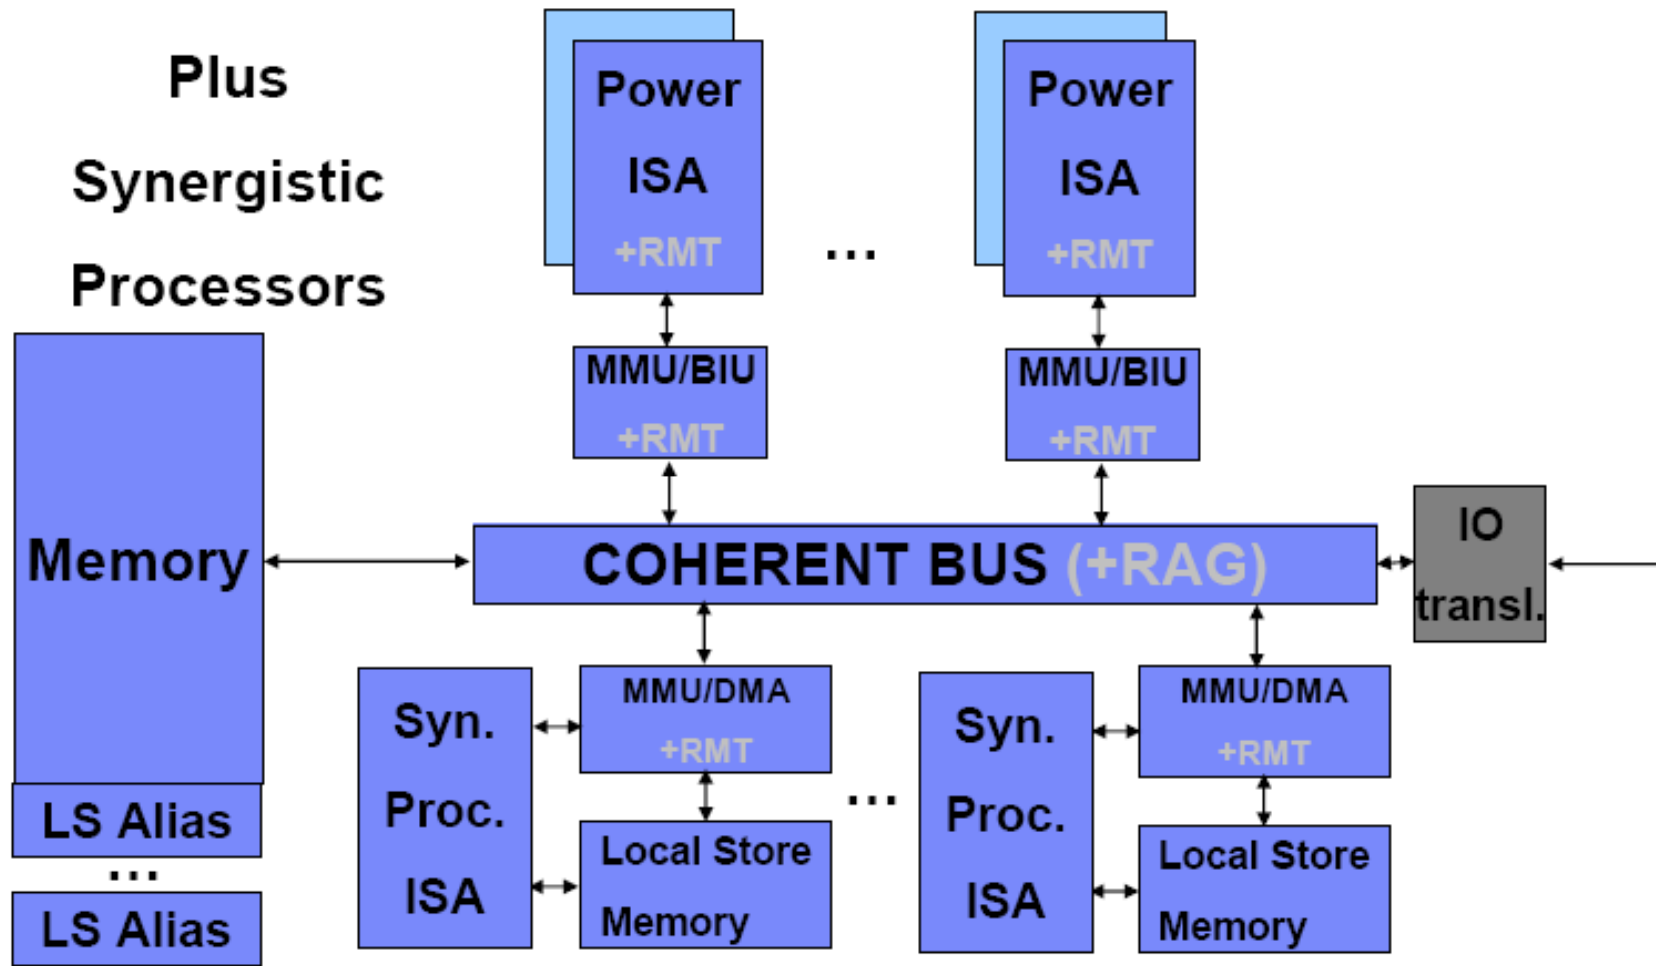 Plus
Synergistic
Processors
Power
ISA
+RMT
...
Power
ISA
+RMT
MMU/BIU
+RMT
MMU/BIU
+RMT
Memory
COHERENT BUS (+RAG)
IO
transl.
LS Alias
...
LS Alias
Syn.
Proc.
ISA
MMU/DMA
+RMT
Local Store
Memory
...
Syn.
Proc.
ISA
MMU/DMA
+RMT
Local Store
Memory